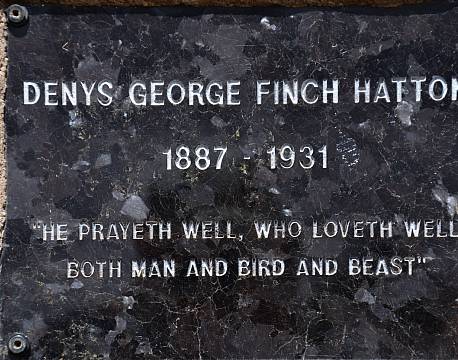 DENYS GEORGE FINCH HATTON
1887 - 1931
"HE PRAYETH WELL, WHO LOVETH WELL
BOTH MAN AND BIRD AND BEAST"